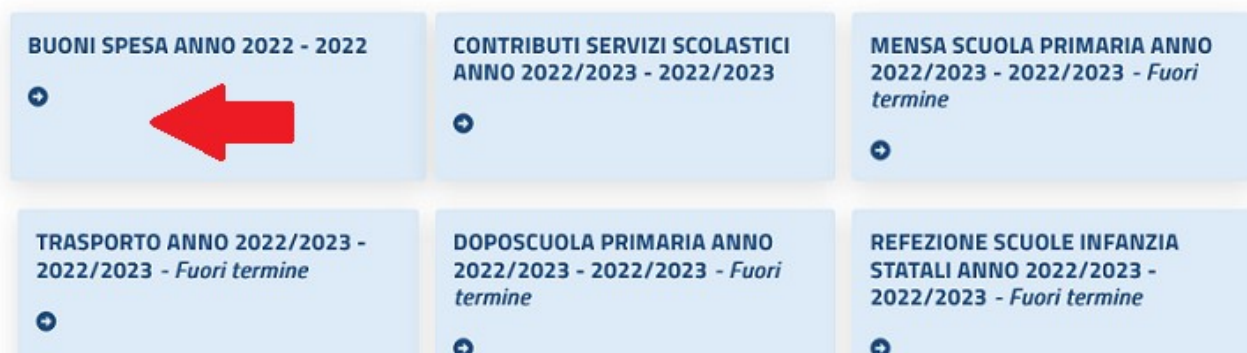 BUONI SPESA ANNO 2022 - 2022
CONTRIBUTI SERVIZI SCOLASTICI
ANNO 2022/2023 - 2022/2023
MENSA SCUOLA PRIMARIA ANNO
2022/2023 - 2022/2023 - Fuori
termine
TRASPORTO ANNO 2022/2023 -
2022/2023 - Fuori termine
DOPOSCUOLA PRIMARIA ANNO
2022/2023 - 2022/2023 - Fuori
termine
REFEZIONE SCUOLE INFANZIA
STATALI ANNO 2022/2023 -
2022/2023 - Fuori termine